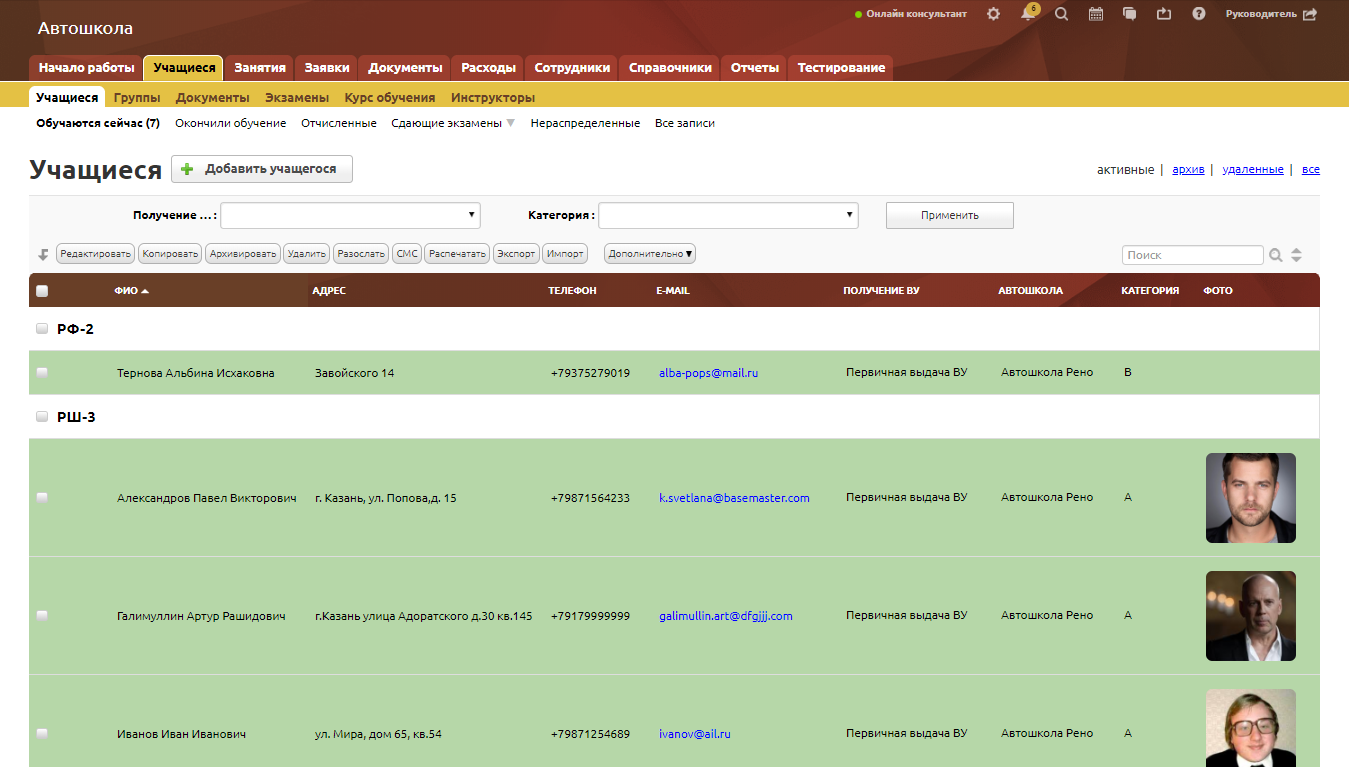 Автошкола
Онлайн консультант 6 Руководитель
Начало работы Учащиеся Занятия Заявки Документы Расходы Сотрудники Справочники Отчеты Тестирование
Учащиеся Группы Документы Экзамены Курс обучения Инструкторы
Обучаются сейчас (7) Окончили обучение Отчисленные Сдающие экзамены Нераспределенные Все записи
Учащиеся Добавить учащегося активные | архив | удаленные | все
Получение ... : Категория : Применить
Редактировать Копировать Архивировать Удалить Разослать СМС Распечатать Экспорт Импорт Дополнительно Поиск
ФИО АДРЕС ТЕЛЕФОН E-MAIL ПОЛУЧЕНИЕ ВУ АВТОШКОЛА КАТЕГОРИЯ ФОТО
РФ-2
Тернова Альбина Исхаковна Завойского 14 +79375279019 alba-pops@mail.ru Первичная выдача ВУ Автошкола Рено B
РШ-3
Александров Павел Викторович г. Казань, ул. Попова,д. 15 +79871564233 k.svetlana@basemaster.com Первичная выдача ВУ Автошкола Рено A
Галимуллин Артур Рашидович г.Казань улица Адоратского д.30 кв.145 +79179999999 galimullin.art@dfgjjj.com Первичная выдача ВУ Автошкола Рено A
Иванов Иван Иванович ул. Мира, дом 65, кв.54 +79871254689 ivanov@ail.ru Первичная выдача ВУ Автошкола Рено A